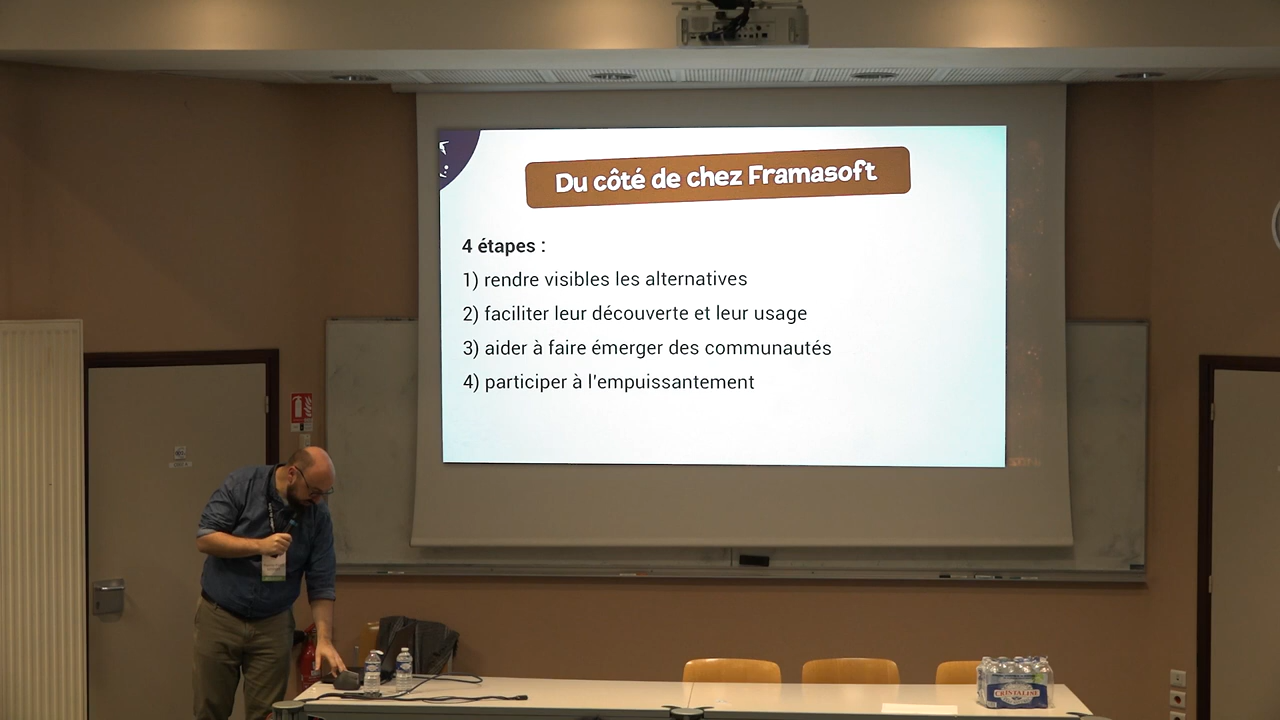 Du côté de chez Framasoft
4 étapes :
1) rendre visibles les alternatives
2) faciliter leur découverte et leur usage
3) aider à faire émerger des communautés
4) participer à l'empuissantement
CRISTALINE